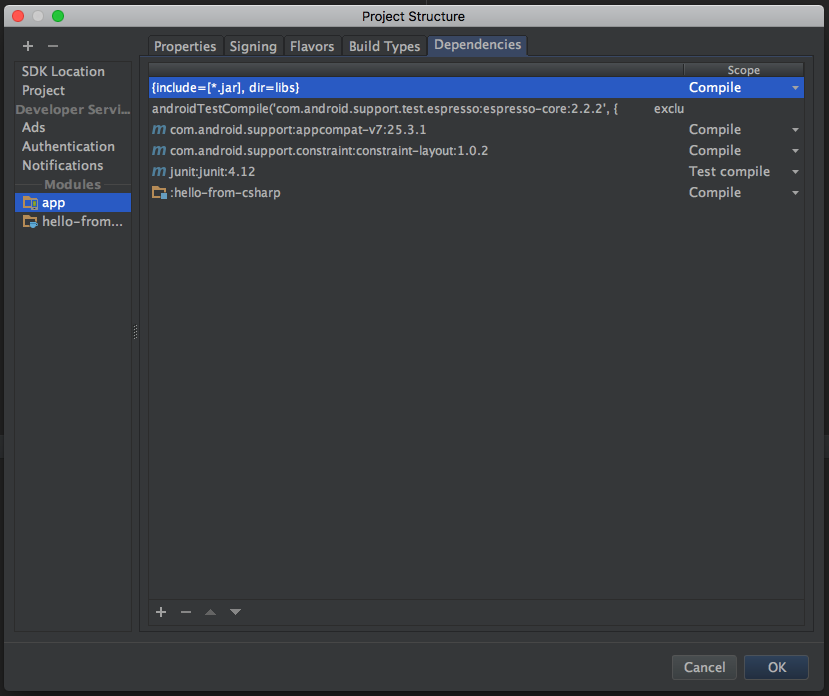 Project Structure
Properties Signing Flavors Build Types Dependencies
SDK Location
Project
Developer Servi...
Ads
Authentication
Notifications
Modules
app
hello-from...
Scope
{include=[*.jar], dir=libs} Compile
androidTestCompile('com.android.support.test.espresso:espresso-core:2.2.2', { exclu
m com.android.support:appcompat-v7:25.3.1 Compile
m com.android.support.constraint:constraint-layout:1.0.2 Compile
m junit:junit:4.12 Test compile
:hello-from-csharp Compile
Cancel OK